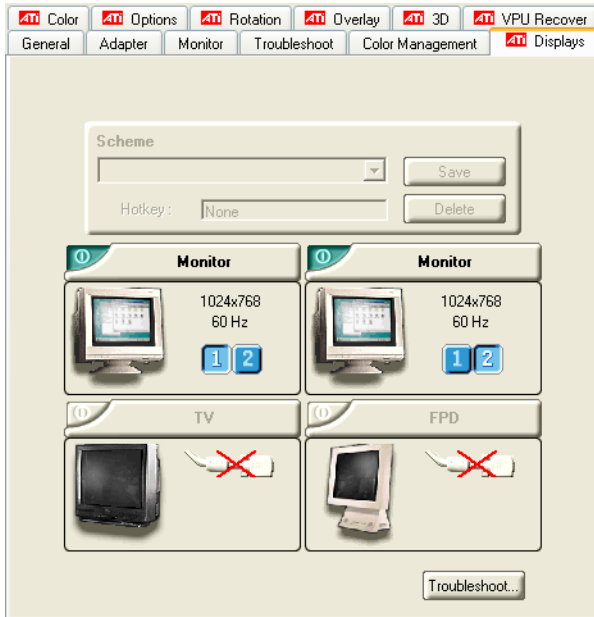 ATI Color ATI Options ATI Rotation ATI Overlay ATI 3D ATI VPU Recover
General Adapter Monitor Troubleshoot Color Management ATI Displays
Scheme
Save
Hotkey : None Delete
Monitor Monitor
1024x768 1024x768
60 Hz 60 Hz
1 2 1 2
TV FPD
Troubleshoot...